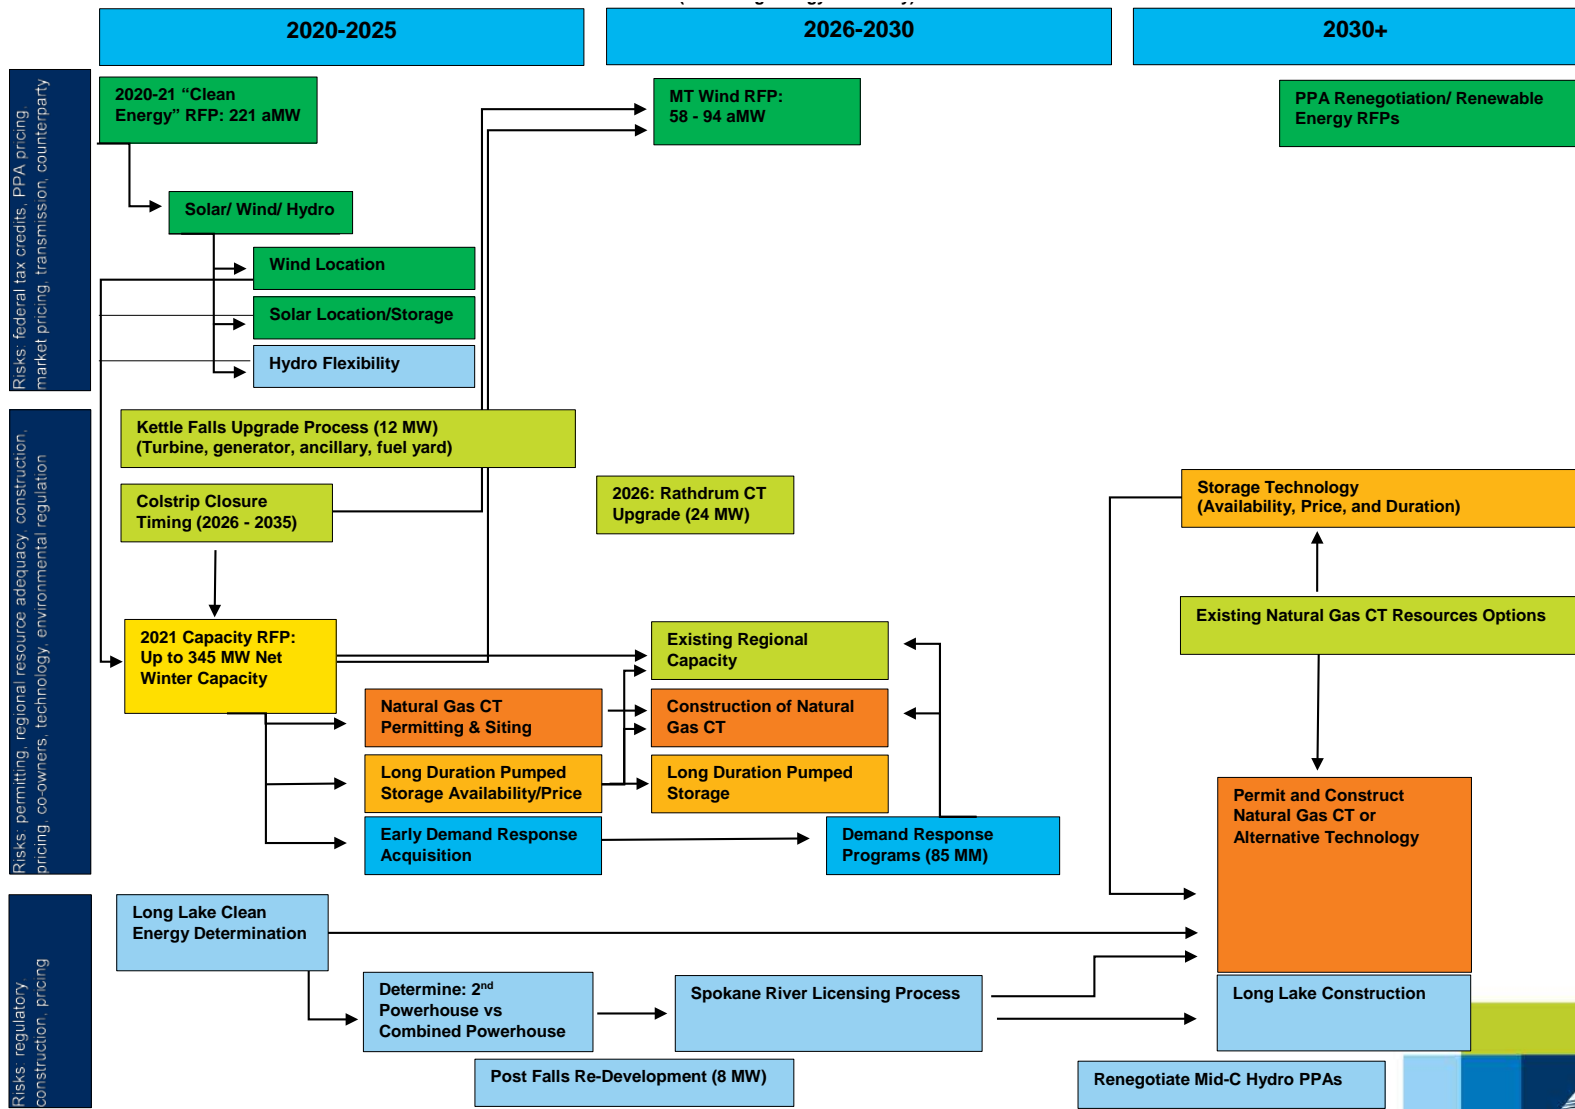 2020-2025
2026-2030
2030+
Risks: federal tax credits, PPA pricing,
market pricing, transmission, counterparty
2020-21 “Clean
Energy” RFP: 221 aMW
MT Wind RFP:
58 - 94 aMW
PPA Renegotiation/ Renewable
Energy RFPs
Solar/ Wind/ Hydro
Wind Location
Solar Location/Storage
Hydro Flexibility
Risks: permitting, regional resource adequacy, construction,
pricing, co-owners, technology, environmental regulation
Kettle Falls Upgrade Process (12 MW)
(Turbine, generator, ancillary, fuel yard)
Colstrip Closure
Timing (2026 - 2035)
2026: Rathdrum CT
Upgrade (24 MW)
Storage Technology
(Availability, Price, and Duration)
Existing Natural Gas CT Resources Options
2021 Capacity RFP:
Up to 345 MW Net
Winter Capacity
Existing Regional
Capacity
Natural Gas CT
Permitting & Siting
Construction of Natural
Gas CT
Long Duration Pumped
Storage Availability/Price
Long Duration Pumped
Storage
Permit and Construct
Natural Gas CT or
Alternative Technology
Early Demand Response
Acquisition
Demand Response
Programs (85 MM)
Risks: regulatory,
construction, pricing
Long Lake Clean
Energy Determination
Determine: 2nd
Powerhouse vs
Combined Powerhouse
Spokane River Licensing Process
Long Lake Construction
Post Falls Re-Development (8 MW)
Renegotiate Mid-C Hydro PPAs